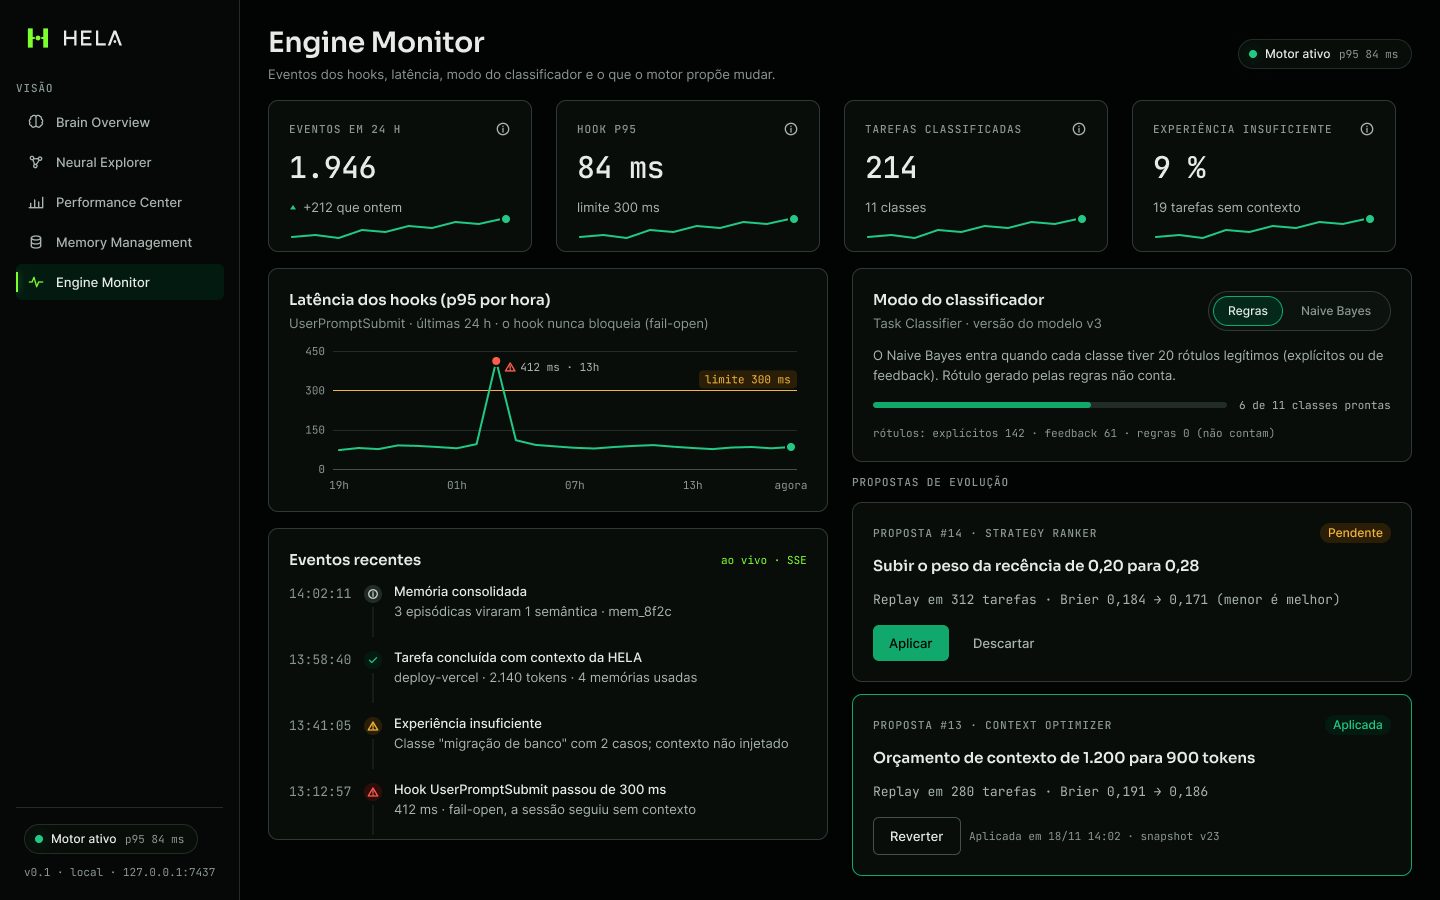 HELA
VISÃO
Brain Overview
Neural Explorer
Performance Center
Memory Management
Engine Monitor
Motor ativo p95 84 ms
v0.1 · local · 127.0.0.1:7437
Engine Monitor
Eventos dos hooks, latência, modo do classificador e o que o motor propõe mudar.
Motor ativo p95 84 ms
EVENTOS EM 24 H
1.946
+212 que ontem
HOOK P95
84 ms
limite 300 ms
TAREFAS CLASSIFICADAS
214
11 classes
EXPERIÊNCIA INSUFICIENTE
9 %
19 tarefas sem contexto
Latência dos hooks (p95 por hora)
UserPromptSubmit · últimas 24 h · o hook nunca bloqueia (fail-open)
450
412 ms · 13h
limite 300 ms
300
150
0
19h 01h 07h 13h agora
Eventos recentes
ao vivo · SSE
14:02:11 Memória consolidada
3 episódicas viraram 1 semântica · mem_8f2c
13:58:40 Tarefa concluída com contexto da HELA
deploy-vercel · 2.140 tokens · 4 memórias usadas
13:41:05 Experiência insuficiente
Classe "migração de banco" com 2 casos; contexto não injetado
13:12:57 Hook UserPromptSubmit passou de 300 ms
412 ms · fail-open, a sessão seguiu sem contexto
Modo do classificador
Task Classifier · versão do modelo v3
Regras Naive Bayes
O Naive Bayes entra quando cada classe tiver 20 rótulos legítimos (explícitos ou de
feedback). Rótulo gerado pelas regras não conta.
6 de 11 classes prontas
rótulos: explícitos 142 · feedback 61 · regras 0 (não contam)
PROPOSTAS DE EVOLUÇÃO
PROPOSTA #14 · STRATEGY RANKER
Pendente
Subir o peso da recência de 0,20 para 0,28
Replay em 312 tarefas · Brier 0,184 → 0,171 (menor é melhor)
Aplicar Descartar
PROPOSTA #13 · CONTEXT OPTIMIZER
Aplicada
Orçamento de contexto de 1.200 para 900 tokens
Replay em 280 tarefas · Brier 0,191 → 0,186
Reverter Aplicada em 18/11 14:02 · snapshot v23